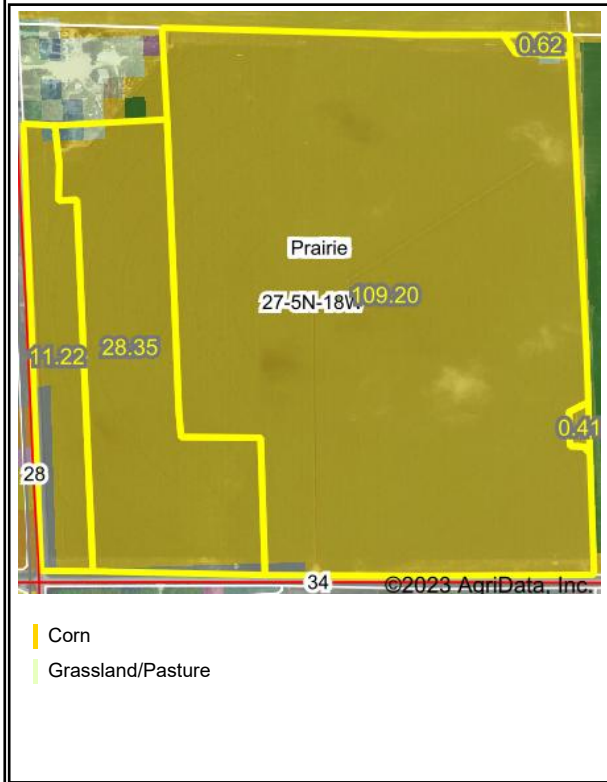 0.62
Prairie
27-5N-18W
109.20
11.22
28.35
0.41
28
34
©2023 AgriData, Inc.
Corn
Grassland/Pasture